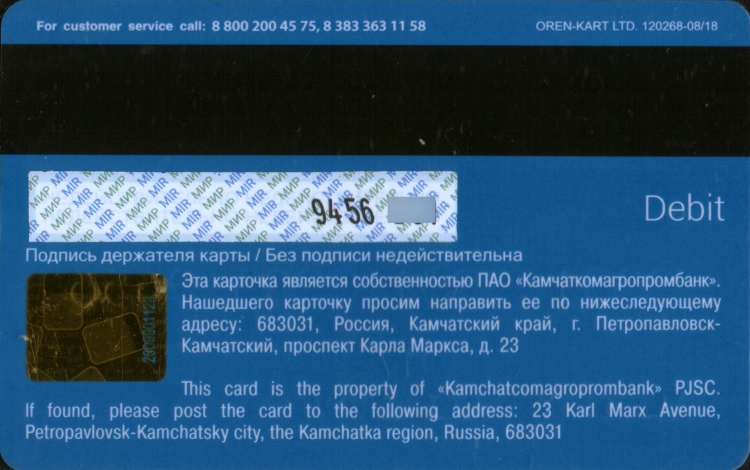 For customer service call: 8 800 200 45 75, 8 383 363 11 58
OREN-KART LTD. 120268-08/18
9456
Debit
Подпись держателя карты / Без подписи недействительна
Эта карточка является собственностью ПАО «Камчаткомагропромбанк».
Нашедшего карточку просим направить ее по нижеследующему
адресу: 683031, Россия, Камчатский край, г. Петропавловск-
Камчатский, проспект Карла Маркса, д. 23
This card is the property of «Kamchatcomagroprombank» PJSC.
If found, please post the card to the following address: 23 Karl Marx Avenue,
Petropavlovsk-Kamchatsky city, the Kamchatka region, Russia, 683031